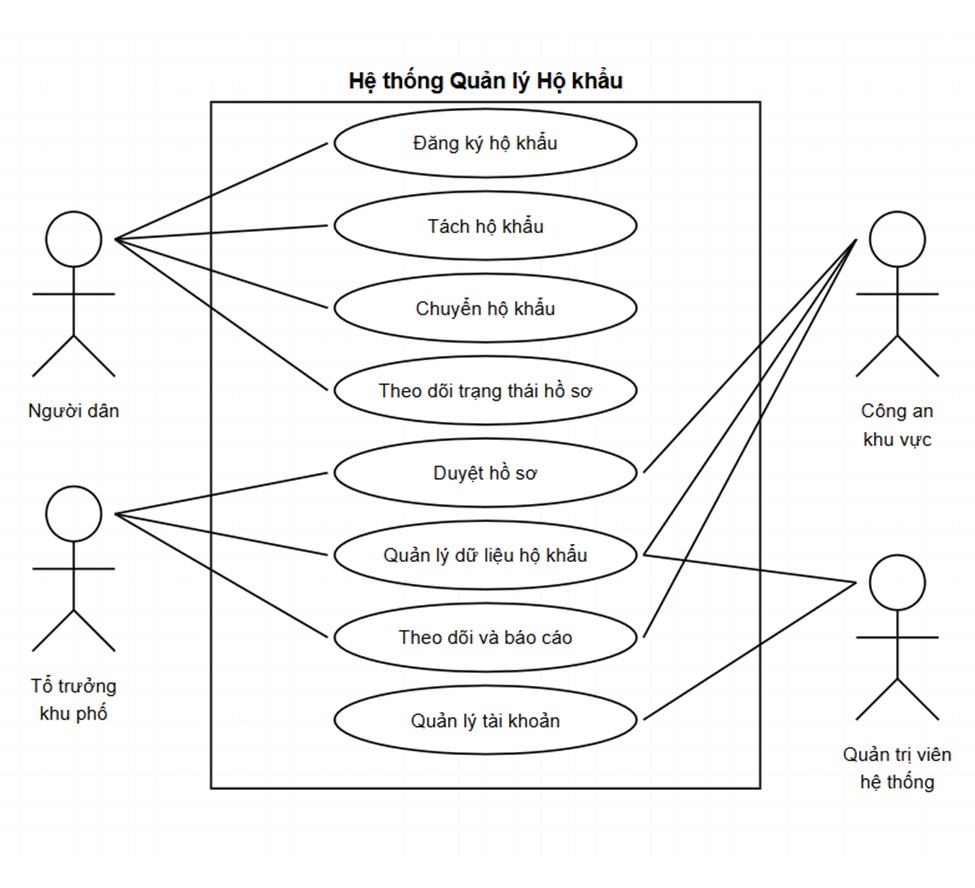 Hệ thống Quản lý Hộ khẩu
Đăng ký hộ khẩu
Tách hộ khẩu
Chuyển hộ khẩu
Theo dõi trạng thái hồ sơ
Duyệt hồ sơ
Quản lý dữ liệu hộ khẩu
Theo dõi và báo cáo
Quản lý tài khoản
Người dân
Tổ trưởng
khu phố
Công an
khu vực
Quản trị viên
hệ thống